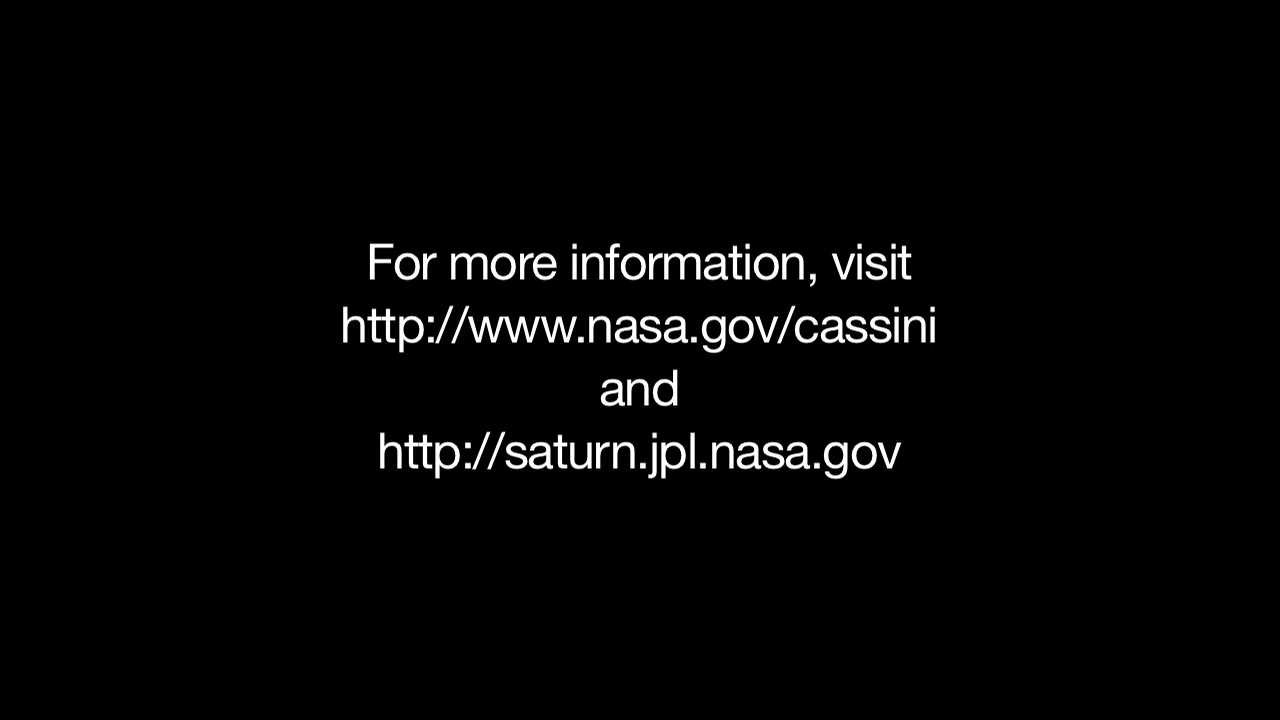 For more information, visit
http://www.nasa.gov/cassini
and
http://saturn.jpl.nasa.gov